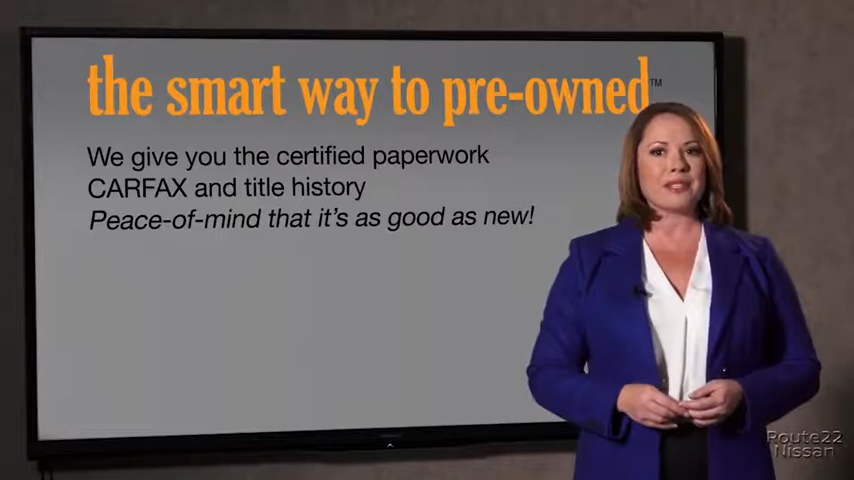 the smart way to pre-owned™
We give you the certified paperwork
CARFAX and title history
Peace-of-mind that it's as good as new!
Route22
Nissan